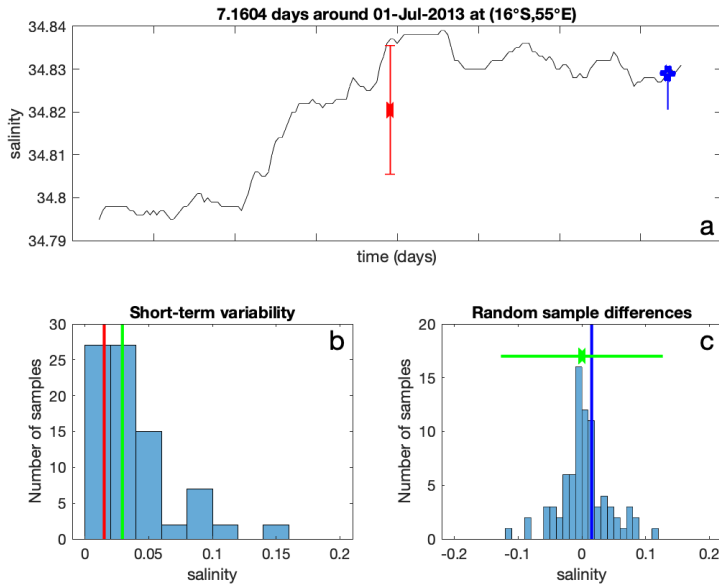 7.1604 days around 01-Jul-2013 at (16°S,55°E)
34.84
34.83
34.82
34.81
34.8
34.79
salinity
a
time (days)
Short-term variability
b
30
25
20
15
10
5
0
Number of samples
0
0.05
0.1
0.15
0.2
salinity
Random sample differences
c
20
15
10
5
0
Number of samples
-0.2
-0.1
0
0.1
0.2
salinity